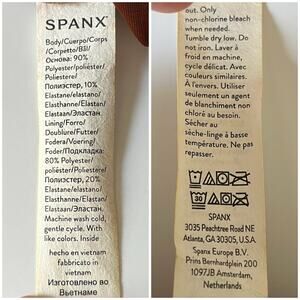 SPANX
Body/Cuerpo/Corps
/Corpetto/Bāl/
Основа: 90%
Polyester/poliéster/
Poliestere/
Полиэстер, 10%
Elastane/elastano/
Elasthanne/Elastan/
Elastaan/Эластан
Lining/Forro/
Doublure/Futter/
Fodera/Voering/
Foder/Подкладка:
80% Polyester/
poliéster/Poliestere/
Полиэстер, 20%
Elastane/elastano/
Elasthanne/Elastan/
Elastaan/Эластан.
Machine wash cold,
gentle cycle. With
like colors. Inside
hecho en vietnam
fabbricato in
vietnam
Изготовлено во
Вьетнаме
out. Only
non-chlorine bleach
when needed.
Tumble dry low. Do
not iron. Laver à
froid en machine,
cycle délicat. Avec
couleurs similaires.
À l'envers. Utiliser
seulement un agent
de blanchiment non
chloré au besoin.
Sécher au
sèche-linge à basse
température. Ne pas
repasser.
30
SPANX
3035 Peachtree Road NE
Atlanta, GA 30305, U.S.A.
Spanx Europe B.V.
Prins Bernhardplein 200
1097JB Amsterdam,
Netherlands